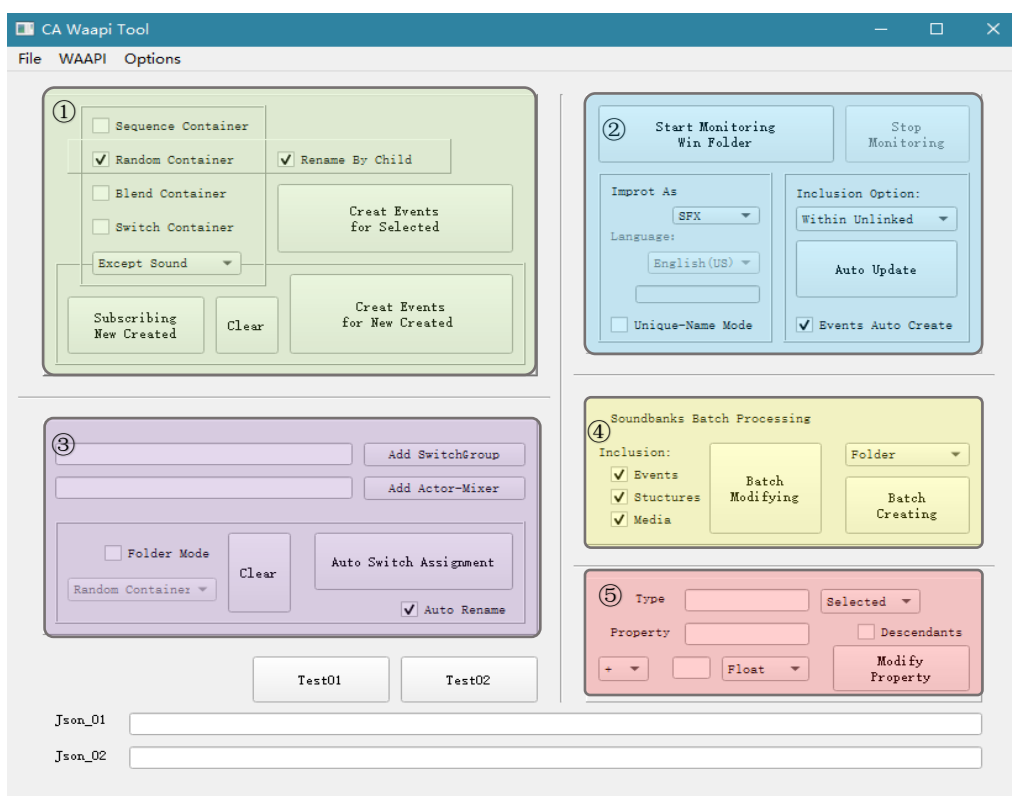 CA Waapi Tool
File WAAPI Options
①
Sequence Container
Random Container
Rename By Child
Blend Container
Switch Container
Creat Events
for Selected
Except Sound
Subscribing
New Created
Clear
Creat Events
for New Created
②
Start Monitoring
Win Folder
Stop
Monitoring
Improt As
SFX
Language:
English(US)
Unique-Name Mode
Inclusion Option:
Within Unlinked
Auto Update
Events Auto Create
③
Add SwitchGroup
Add Actor-Mixer
Folder Mode
Random Container
Clear
Auto Switch Assignment
Auto Rename
④
Soundbanks Batch Processing
Inclusion:
Events
Stuctures
Media
Batch
Modifying
Folder
Batch
Creating
⑤
Type
Selected
Property
Descendants
+
Float
Modify
Property
Test01
Test02
Json_01
Json_02